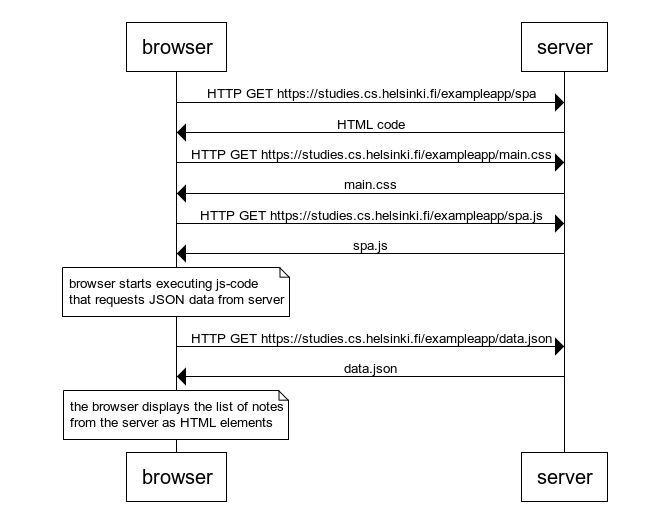 browser
server
HTTP GET https://studies.cs.helsinki.fi/exampleapp/spa
HTML code
HTTP GET https://studies.cs.helsinki.fi/exampleapp/main.css
main.css
HTTP GET https://studies.cs.helsinki.fi/exampleapp/spa.js
spa.js
browser starts executing js-code
that requests JSON data from server
HTTP GET https://studies.cs.helsinki.fi/exampleapp/data.json
data.json
the browser displays the list of notes
from the server as HTML elements
browser
server